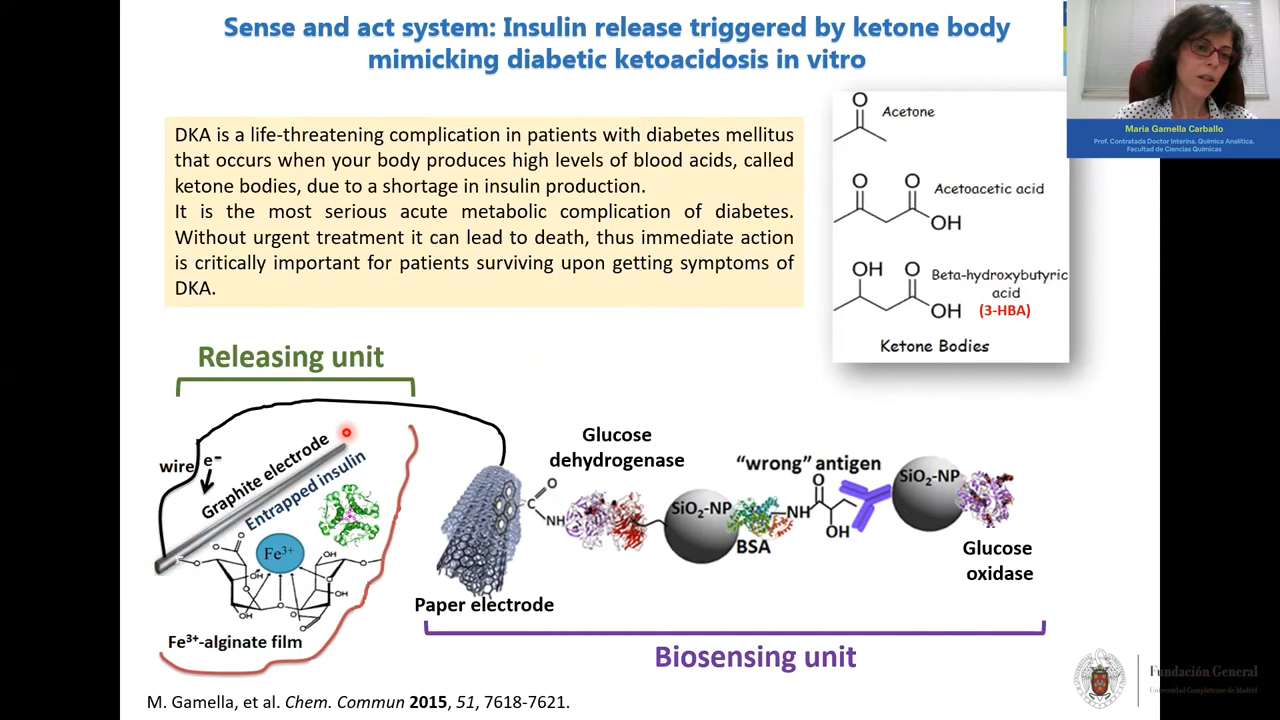 Sense and act system: Insulin release triggered by ketone body
mimicking diabetic ketoacidosis in vitro
María Gamella Carballo
Prof. Contratada Doctor Interina. Química Analítica.
Facultad de Ciencias Químicas
DKA is a life-threatening complication in patients with diabetes mellitus
that occurs when your body produces high levels of blood acids, called
ketone bodies, due to a shortage in insulin production.
It is the most serious acute metabolic complication of diabetes.
Without urgent treatment it can lead to death, thus immediate action
is critically important for patients surviving upon getting symptoms of
DKA.
O
Acetone
O O
Acetoacetic acid
OH
OH O
Beta-hydroxybutyric
acid
OH
(3-HBA)
Ketone Bodies
Releasing unit
wire
e-
Graphite electrode
Entrapped insulin
Fe3+
OH
OH
OH
OH
O
O
O
Fe3+-alginate film
Paper electrode
O
C
NH
Glucose
dehydrogenase
SiO2-NP
BSA
"wrong" antigen
NH
O
OH
SiO2-NP
Glucose
oxidase
Biosensing unit
M. Gamella, et al. Chem. Commun 2015, 51, 7618-7621.
Fundación General
Universidad Complutense de Madrid